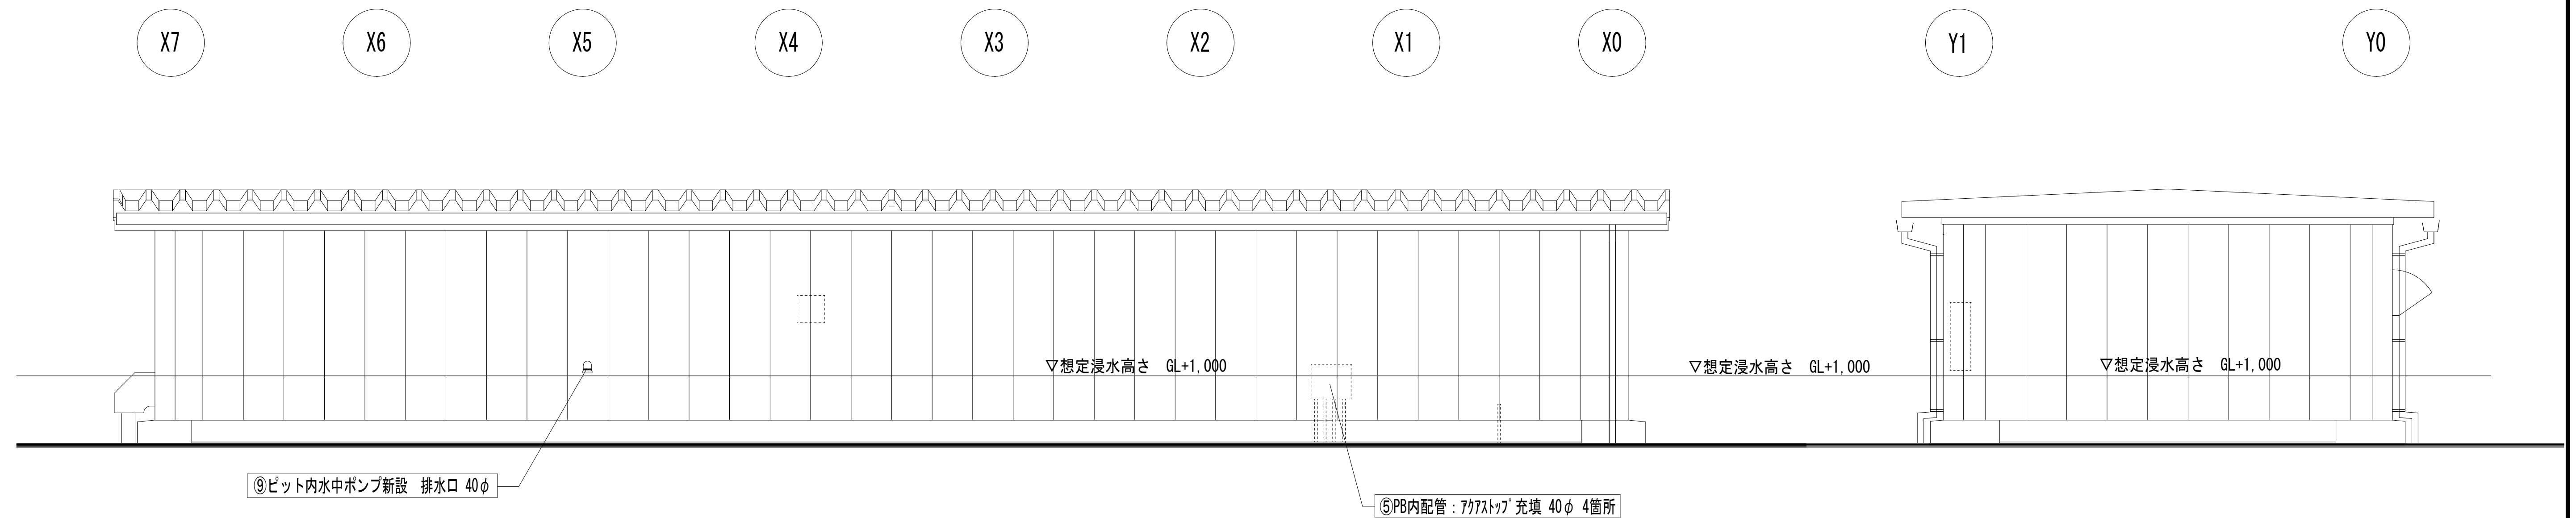 X7 X6 X5 X4 X3 X2 X1 X0 Y1 Y0
▽想定浸水高さ GL+1,000
▽想定浸水高さ GL+1,000
▽想定浸水高さ GL+1,000
⑨ピット内水中ポンプ新設 排水口 40φ
⑤PB内配管：ｱｸｱｽﾄｯﾌﾟ充填 40φ 4箇所